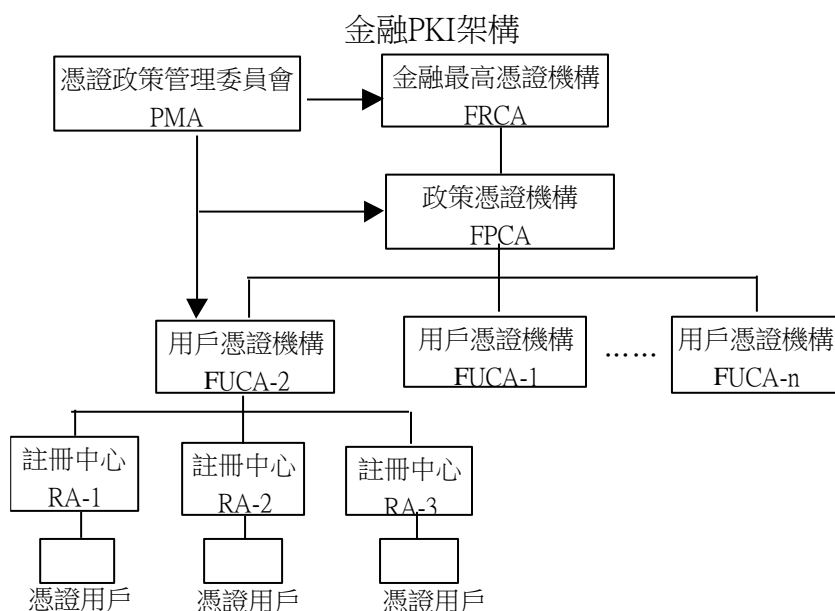 金融PKI架構
憑證政策管理委員會
PMA
金融最高憑證機構
FRCA
政策憑證機構
FPCA
用戶憑證機構
FUCA-2
用戶憑證機構
FUCA-1
……
用戶憑證機構
FUCA-n
註冊中心
RA-1
註冊中心
RA-2
註冊中心
RA-3
憑證用戶
憑證用戶
憑證用戶